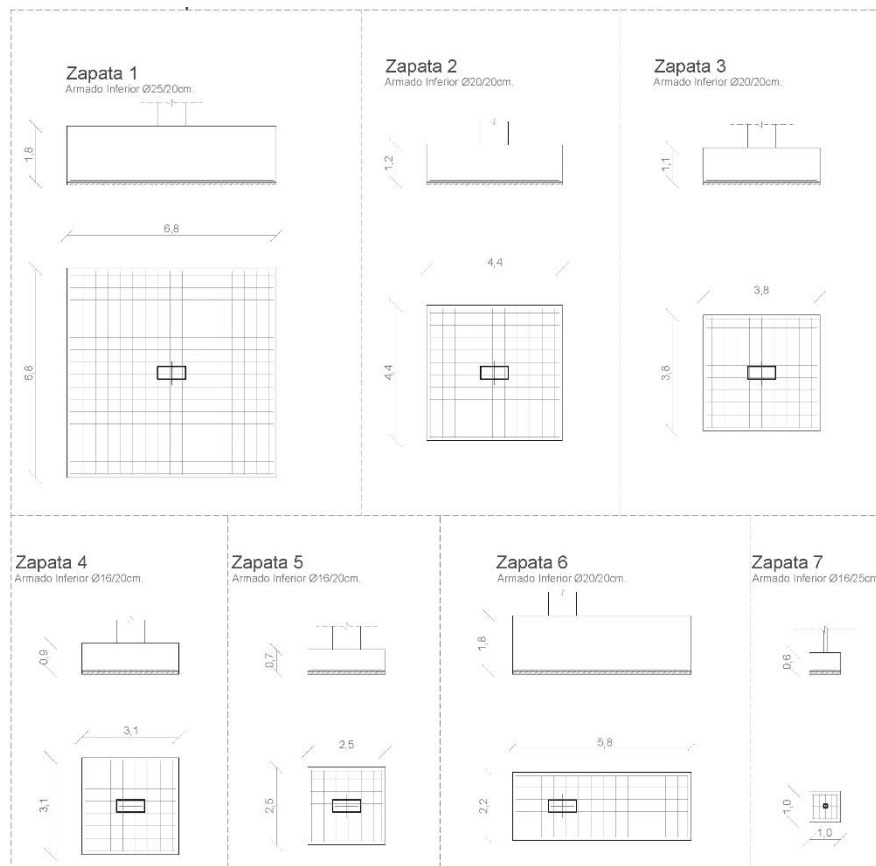 Zapata 1
Armado Inferior Ø25/20cm.
1,8
6,8
6,8
Zapata 2
Armado Inferior Ø20/20cm.
1,2
4,4
4,4
Zapata 3
Armado Inferior Ø20/20cm.
1,1
3,8
3,8
Zapata 4
Armado Inferior Ø16/20cm.
0,9
3,1
3,1
Zapata 5
Armado Inferior Ø16/20cm.
0,7
2,5
2,5
Zapata 6
Armado Inferior Ø20/20cm.
1,8
5,8
2,2
Zapata 7
Armado Inferior Ø16/25cm
0,6
1,0
1,0